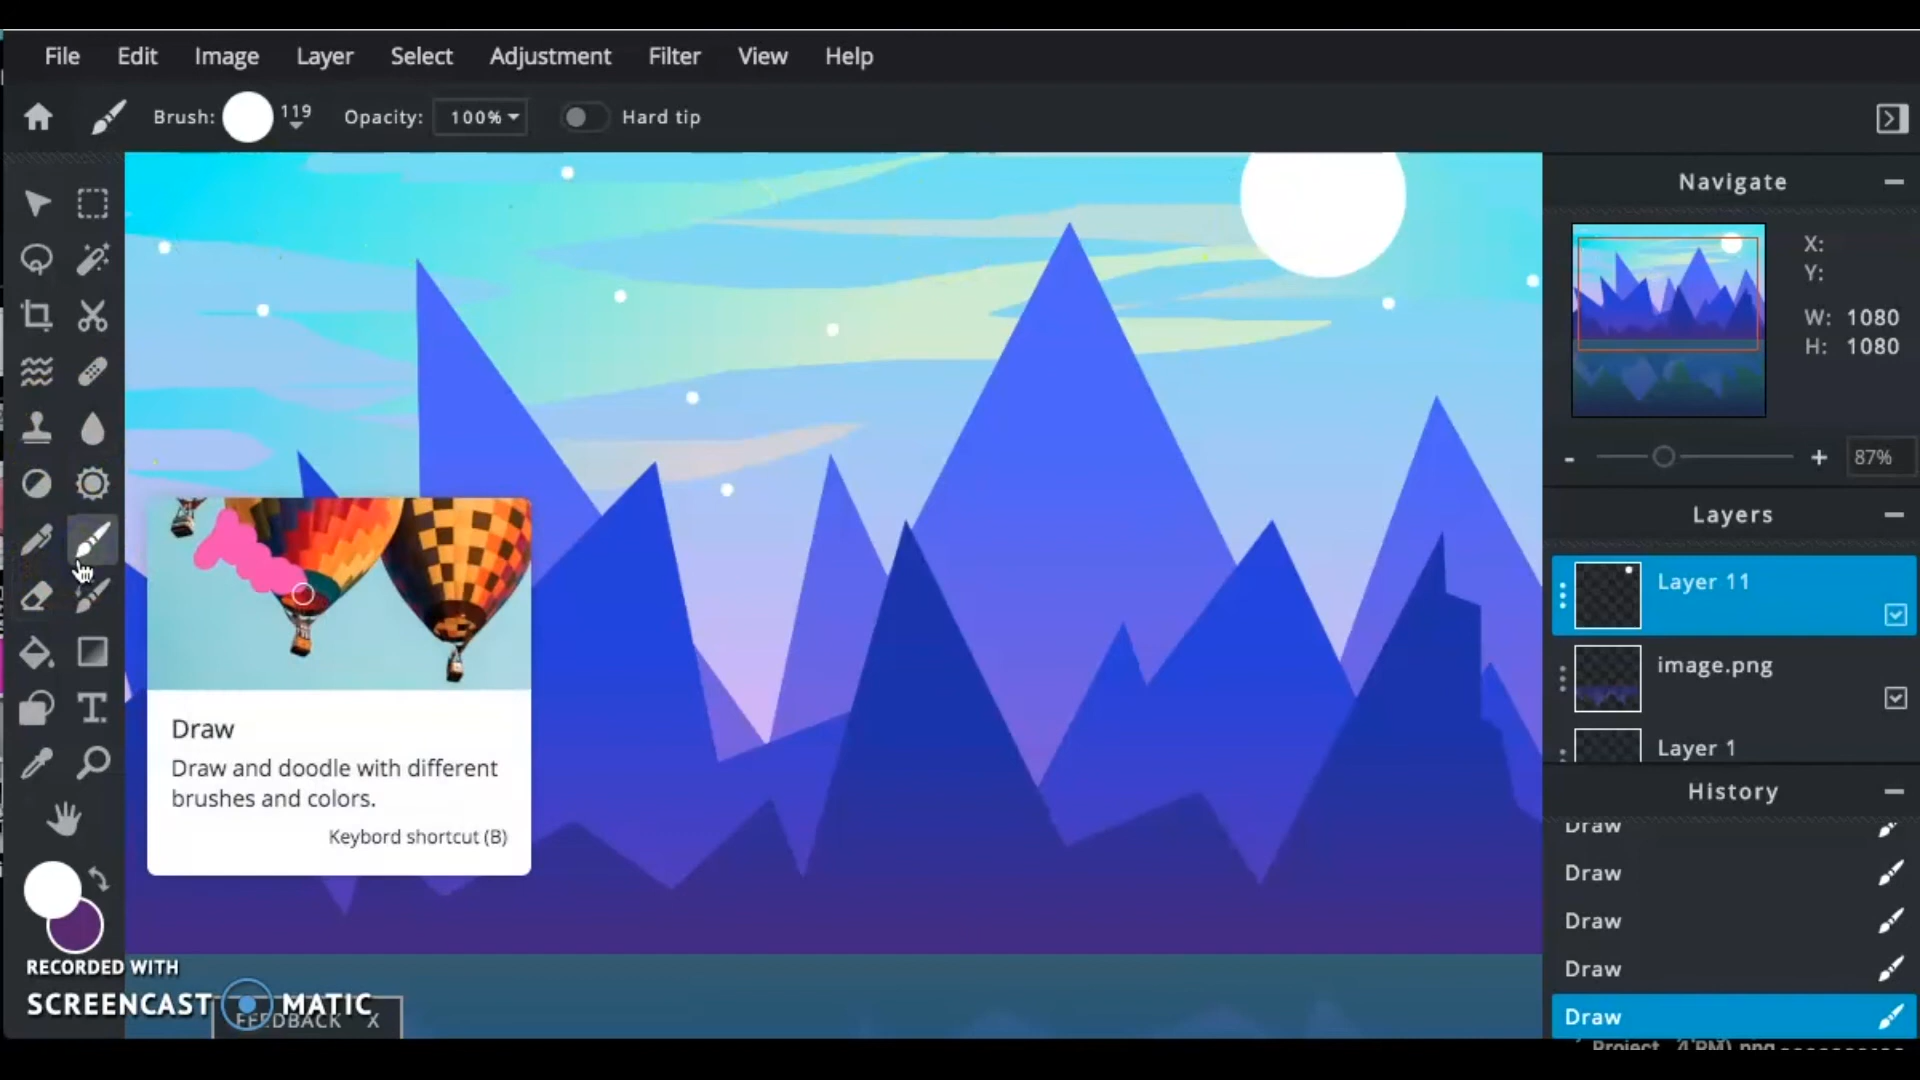 File Edit Image Layer Select Adjustment Filter View Help
Brush: 119 Opacity: 100% Hard tip
Navigate
X:
Y:
W: 1080
H: 1080
- + 87%
Layers
Layer 11
image.png
Layer 1
History
Draw
Draw
Draw
Draw
Draw
Draw
Draw and doodle with different
brushes and colors.
Keybord shortcut (B)
RECORDED WITH
SCREENCAST MATIC
FEEDBACK X